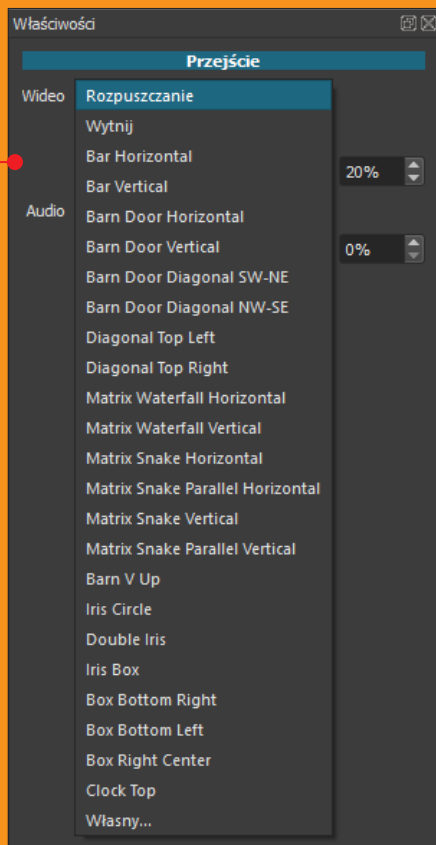 Właściwości
Przejście
Wideo
Rozpuszczanie
Wytnij
Bar Horizontal
20%
Bar Vertical
Audio
Barn Door Horizontal
Barn Door Vertical
0%
Barn Door Diagonal SW-NE
Barn Door Diagonal NW-SE
Diagonal Top Left
Diagonal Top Right
Matrix Waterfall Horizontal
Matrix Waterfall Vertical
Matrix Snake Horizontal
Matrix Snake Parallel Horizontal
Matrix Snake Vertical
Matrix Snake Parallel Vertical
Barn V Up
Iris Circle
Double Iris
Iris Box
Box Bottom Right
Box Bottom Left
Box Right Center
Clock Top
Własny...